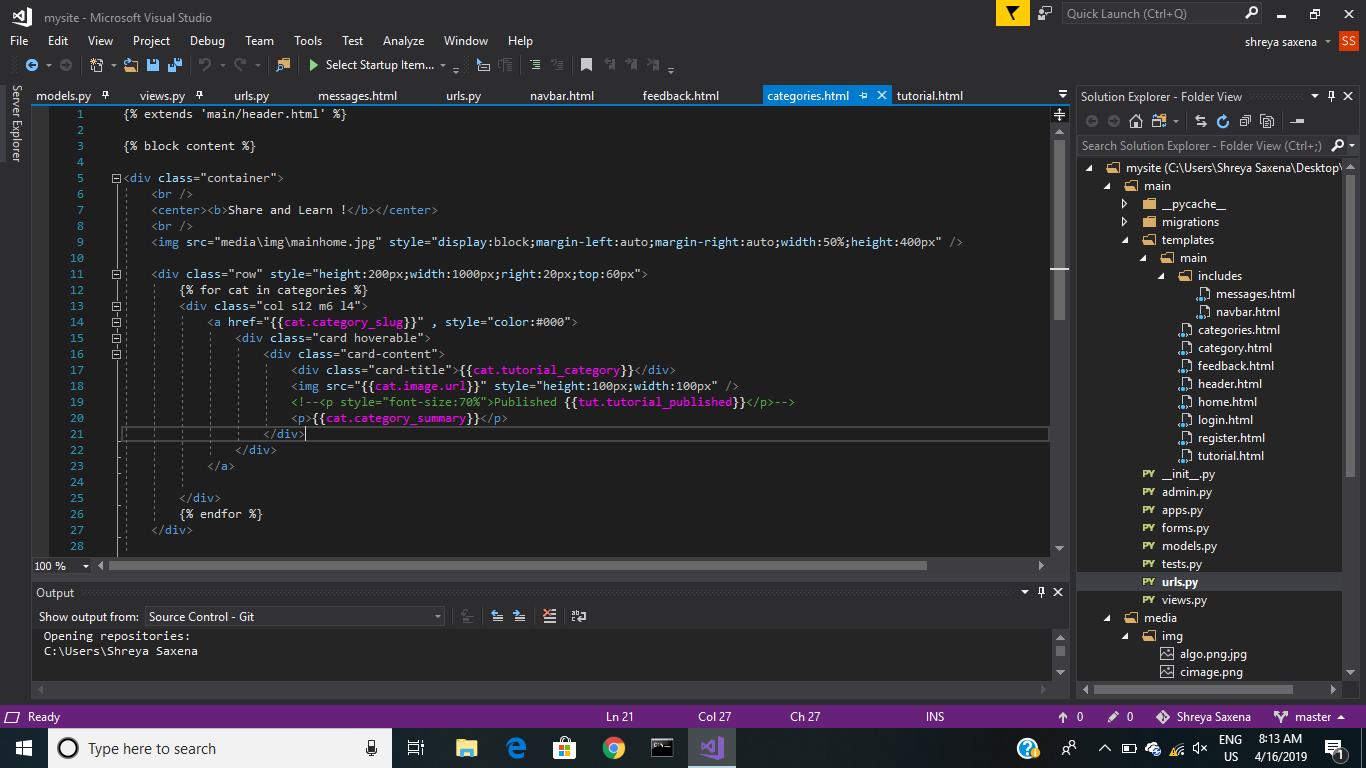 mysite - Microsoft Visual Studio
Quick Launch (Ctrl+Q)
File Edit View Project Debug Team Tools Test Analyze Window Help
shreya saxena SS
Select Startup Item...
Server Explorer
models.py views.py urls.py messages.html urls.py navbar.html feedback.html categories.html tutorial.html
1 {% extends 'main/header.html' %}
2
3 {% block content %}
4
5 <div class="container">
6 <br />
7 <center><b>Share and Learn !</b></center>
8 <br />
9 <img src="media\img\mainhome.jpg" style="display:block;margin-left:auto;margin-right:auto;width:50%;height:400px" />
10
11 <div class="row" style="height:200px;width:1000px;right:20px;top:60px">
12 {% for cat in categories %}
13 <div class="col s12 m6 l4">
14 <a href="{{cat.category_slug}}" , style="color:#000">
15 <div class="card hoverable">
16 <div class="card-content">
17 <div class="card-title">{{cat.tutorial_category}}</div>
18 <img src="{{cat.image.url}}" style="height:100px;width:100px" />
19 <!--<p style="font-size:70%">Published {{tut.tutorial_published}}</p>-->
20 <p>{{cat.category_summary}}</p>
21 </div>
22 </div>
23 </a>
24
25 </div>
26 {% endfor %}
27 </div>
28
100 %
Output
Show output from: Source Control - Git
Opening repositories:
C:\Users\Shreya Saxena
Solution Explorer - Folder View
Search Solution Explorer - Folder View (Ctrl+;)
mysite (C:\Users\Shreya Saxena\Desktop\
main
__pycache__
migrations
templates
main
includes
messages.html
navbar.html
categories.html
category.html
feedback.html
header.html
home.html
login.html
register.html
tutorial.html
PY __init__.py
PY admin.py
PY apps.py
PY forms.py
PY models.py
PY tests.py
PY urls.py
PY views.py
media
img
algo.png.jpg
cimage.png
Ready Ln 21 Col 27 Ch 27 INS 0 0 Shreya Saxena master
Type here to search
ENG
US
8:13 AM
4/16/2019
1